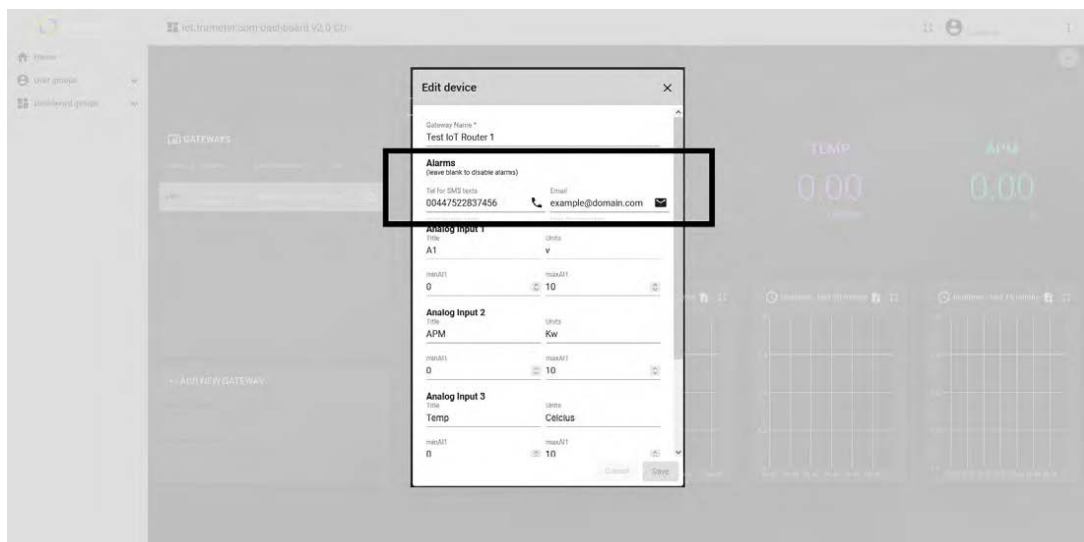 Home
User groups
Dashboard groups
GATEWAYS
ADD NEW GATEWAY
Edit device
Gateway Name *
Test IoT Router 1
Alarms
(leave blank to disable alarms)
Tel for SMS texts Email
00447522837456 example@domain.com
Analog Input 1
Title Units
A1 v
minAI1 maxAI1
0 10
Analog Input 2
Title Units
APM Kw
minAI1 maxAI1
0 10
Analog Input 3
Title Units
Temp Celcius
minAI1 maxAI1
0 10
Cancel Save
TEMP APM
0.00 0.00